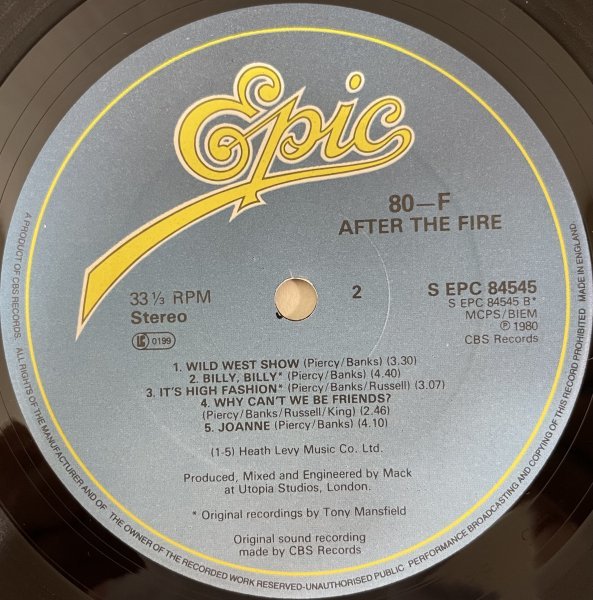 Epic
80—F
AFTER THE FIRE
33⅓ RPM
Stereo
LC 0199
2
S EPC 84545
S EPC 84545 B*
MCPS/BIEM
℗ 1980
CBS Records
1. WILD WEST SHOW (Piercy/Banks) (3.30)
2. BILLY, BILLY* (Piercy/Banks) (4.40)
3. IT'S HIGH FASHION* (Piercy/Banks/Russell) (3.07)
4. WHY CAN'T WE BE FRIENDS?
(Piercy/Banks/Russell/King) (2.46)
5. JOANNE (Piercy/Banks) (4.10)
(1-5) Heath Levy Music Co. Ltd.
Produced, Mixed and Engineered by Mack
at Utopia Studios, London.
* Original recordings by Tony Mansfield
Original sound recording
made by CBS Records
A PRODUCT OF CBS RECORDS. ALL RIGHTS OF THE MANUFACTURER AND OF THE OWNER OF THE RECORDED WORK RESERVED-UNAUTHORISED PUBLIC PERFORMANCE BROADCASTING AND COPYING OF THIS RECORD PROHIBITED MADE IN ENGLAND.